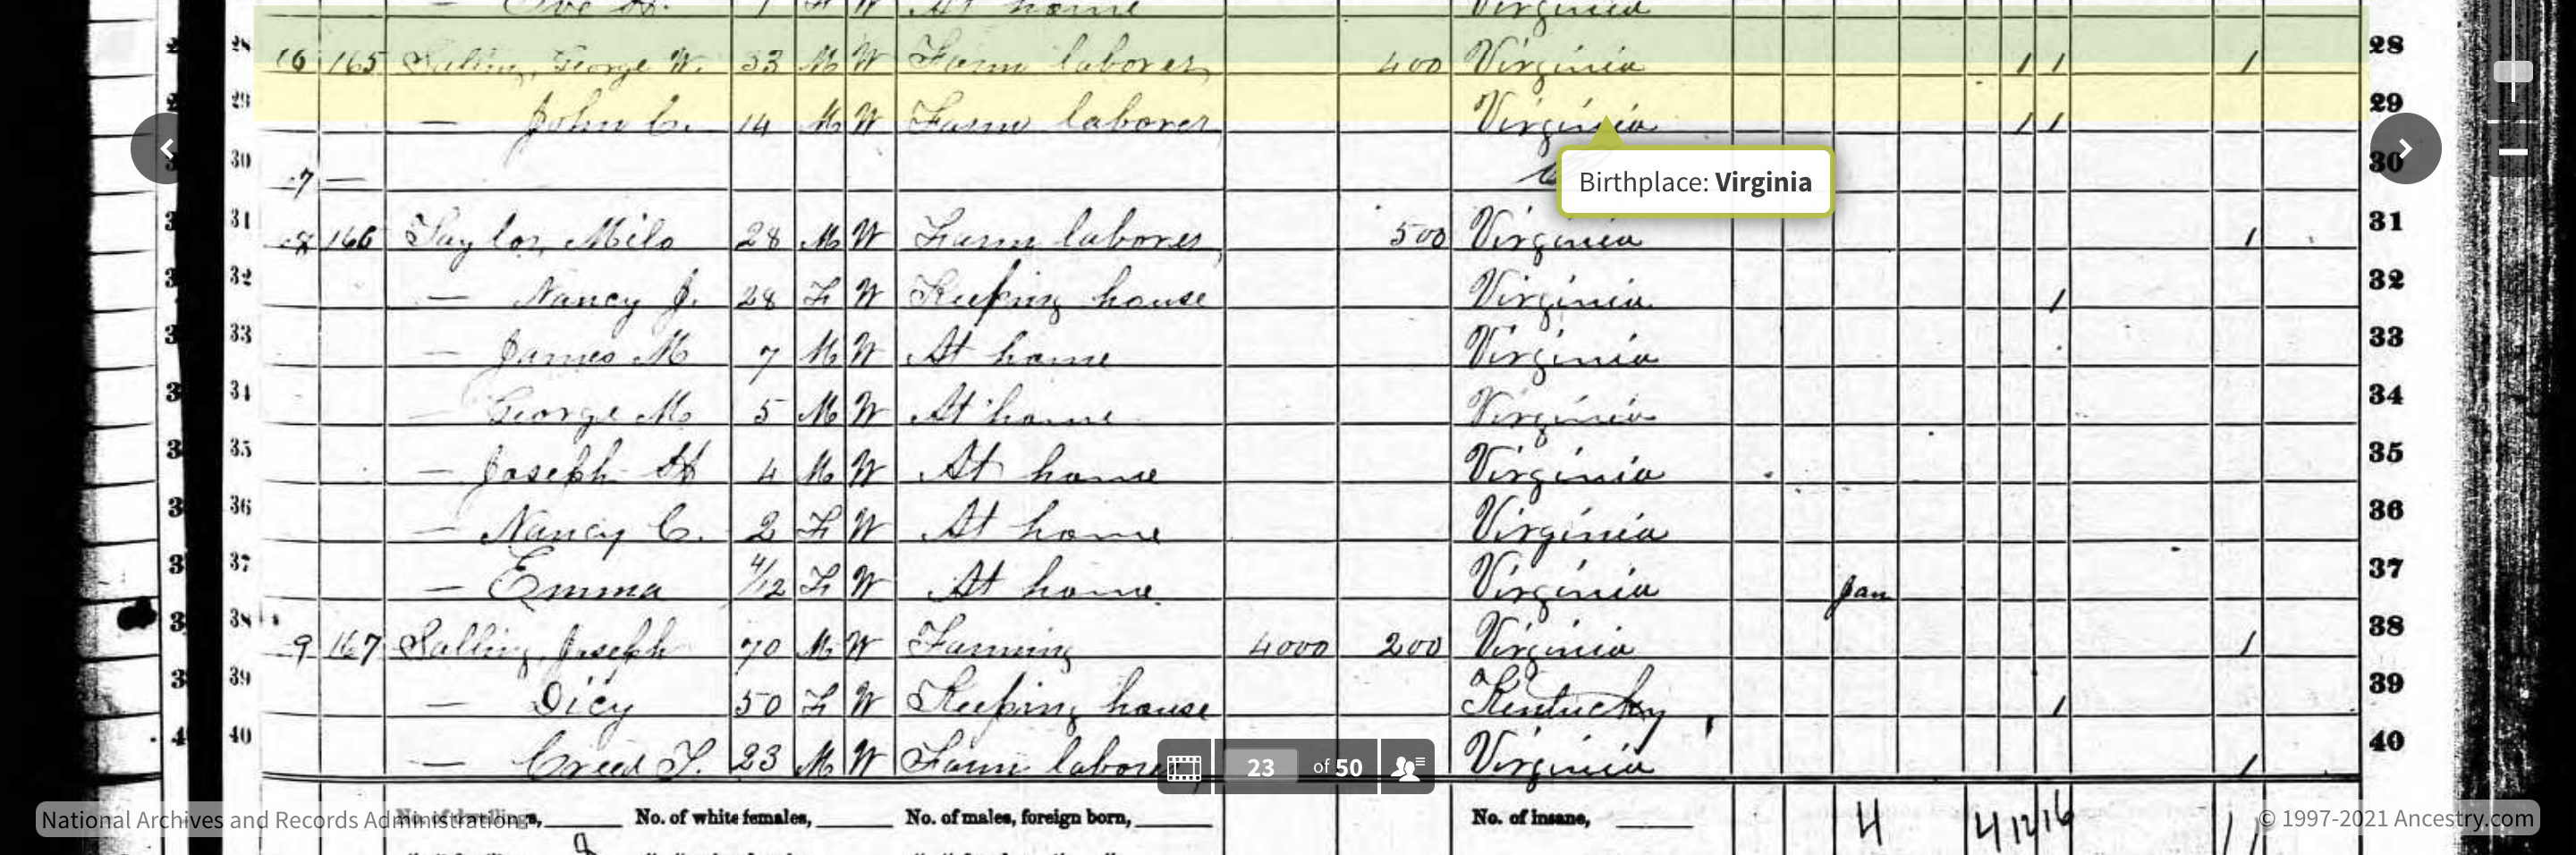 At home Virginia
28 16 165 Salling, George W. 33 M W Farm laborer 400 Virginia 1 1 1 28
29 — John C. 14 M W Farm laborer Virginia 1 1 29
30 7 — 30
Birthplace: Virginia
31 166 Taylor, Milo 28 M W Farm laborer 500 Virginia 1 31
32 — Nancy J. 28 F W Keeping house Virginia 1 32
33 — James M 7 M W At home Virginia 33
34 — George M 5 M W At home Virginia 34
35 — Joseph H 4 M W At home Virginia 35
36 — Nancy C. 2 F W At home Virginia 36
37 — Emma 4/12 F W At home Virginia Jan 37
38 9 167 Salling, Joseph 70 M W Farming 4000 200 Virginia 1 38
39 — Dicy 50 F W Keeping house Kentucky 1 39
40 — Creed T. 23 M W Farm laborer Virginia 1 40
23 of 50
No. of dwellings, No. of white females, No. of males, foreign born, No. of insane, 4 4 12 16 11
National Archives and Records Administration
© 1997-2021 Ancestry.com